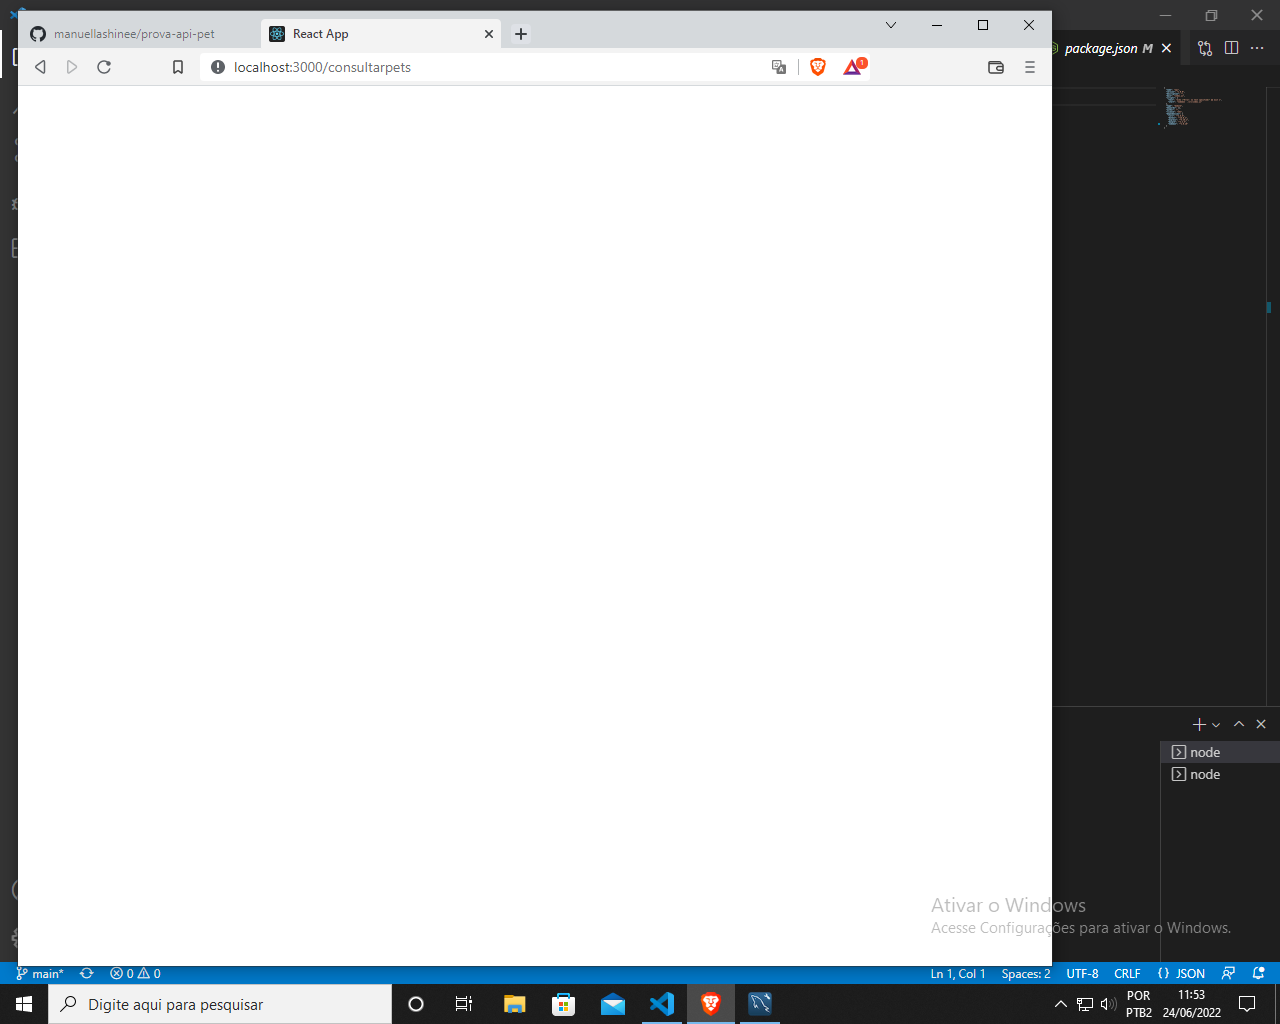 manuellashinee/prova-api-pet
React App
package.json M
localhost:3000/consultarpets
1
node
node
Ativar o Windows
Acesse Configurações para ativar o Windows.
main*
0 0
Ln 1, Col 1
Spaces: 2
UTF-8
CRLF
{ } JSON
Digite aqui para pesquisar
POR
PTB2
11:53
24/06/2022